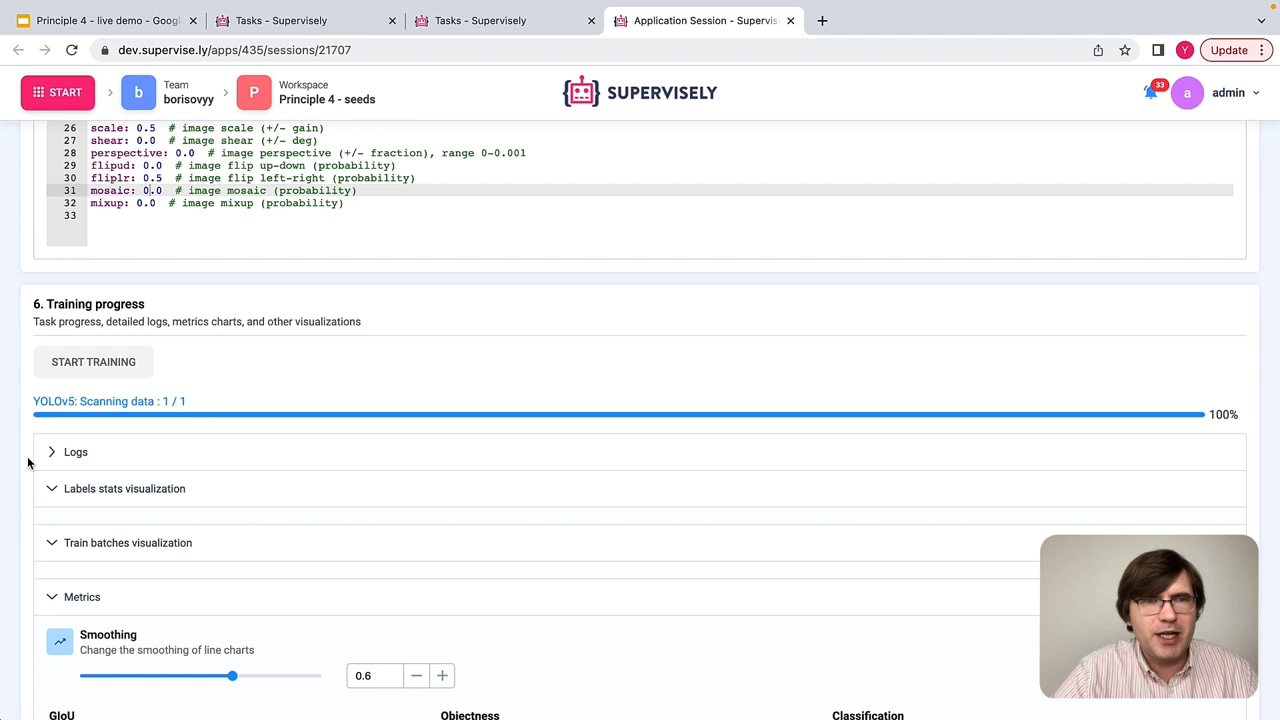 Principle 4 - live demo - Goog
Tasks - Supervisely
Tasks - Supervisely
Application Session - Supervis
dev.supervise.ly/apps/435/sessions/21707
Y
Update
START
b
Team
borisovyy
P
Workspace
Principle 4 - seeds
SUPERVISELY
33
a
admin
26 scale: 0.5 # image scale (+/- gain)
27 shear: 0.0 # image shear (+/- deg)
28 perspective: 0.0 # image perspective (+/- fraction), range 0-0.001
29 flipud: 0.0 # image flip up-down (probability)
30 fliplr: 0.5 # image flip left-right (probability)
31 mosaic: 0.0 # image mosaic (probability)
32 mixup: 0.0 # image mixup (probability)
33
6. Training progress
Task progress, detailed logs, metrics charts, and other visualizations
START TRAINING
YOLOv5: Scanning data : 1 / 1
100%
Logs
Labels stats visualization
Train batches visualization
Metrics
Smoothing
Change the smoothing of line charts
0.6
GIoU
Objectness
Classification